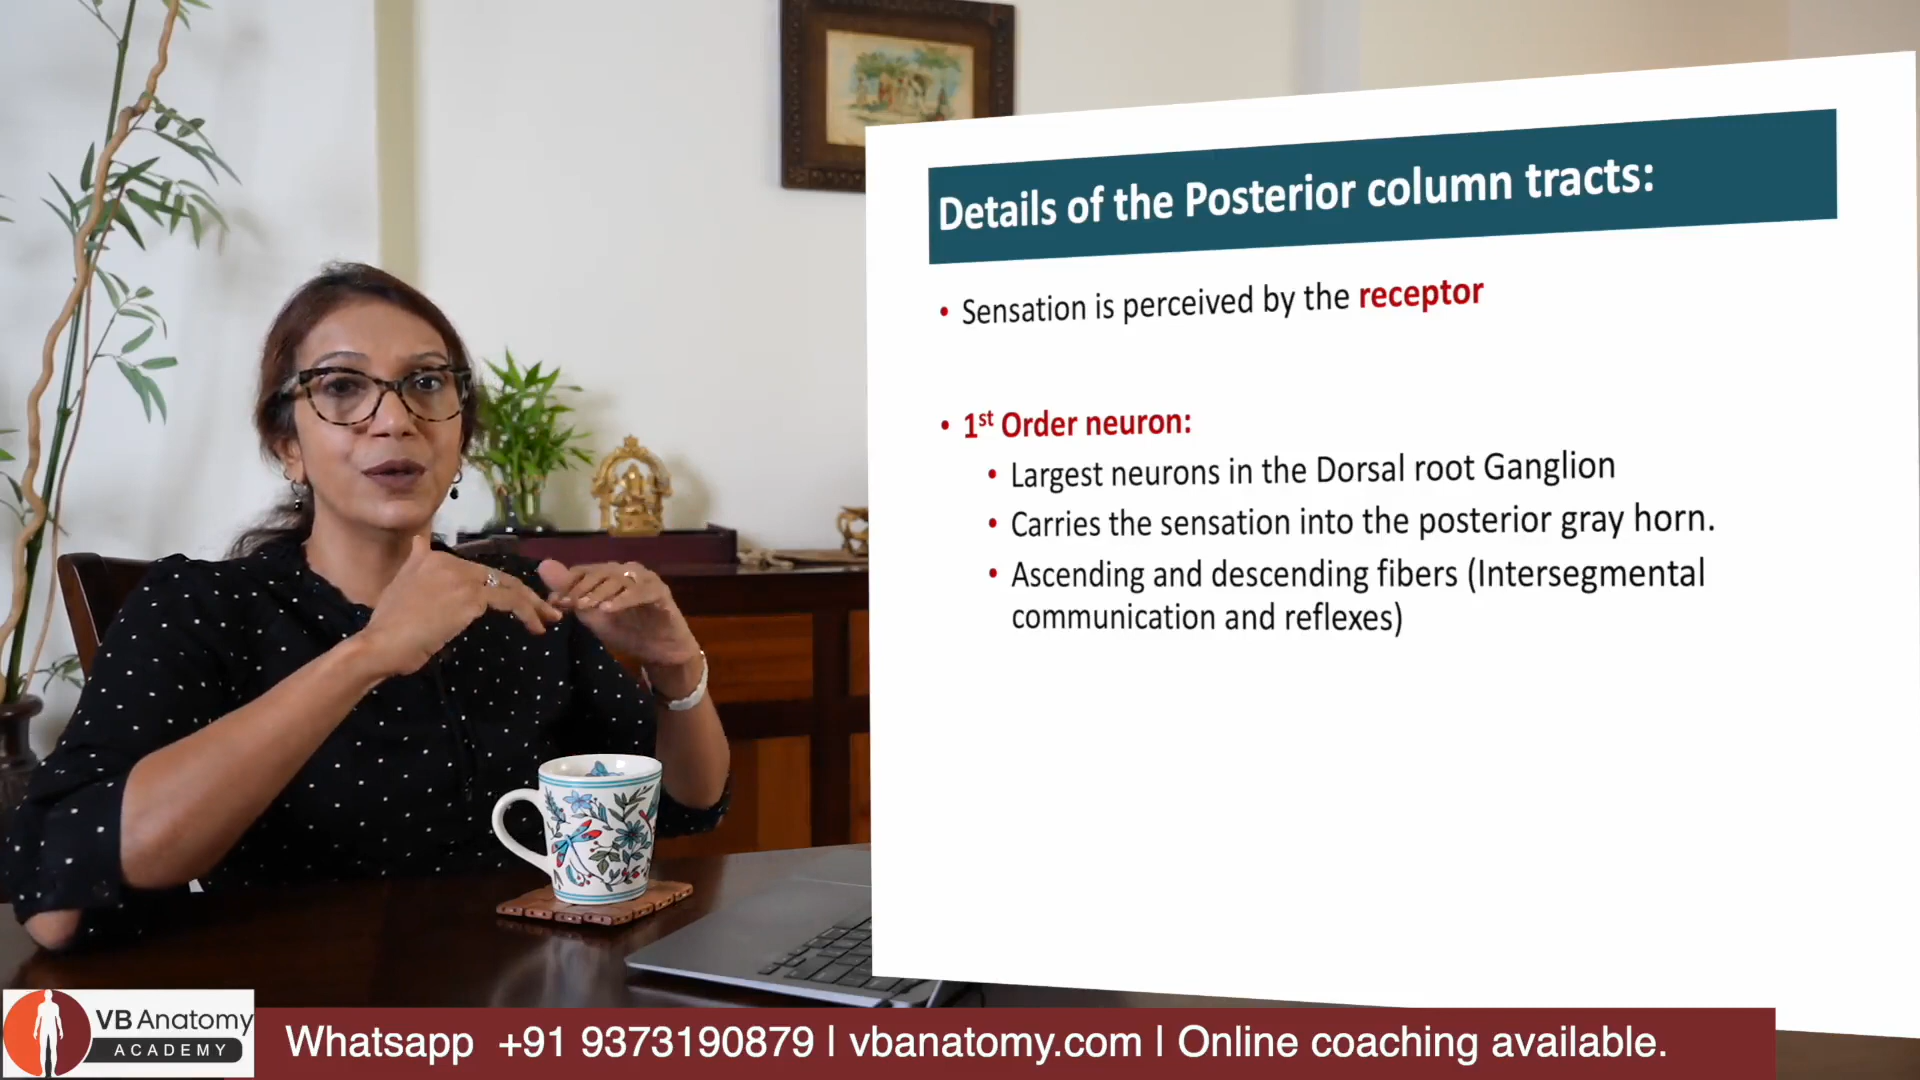 Details of the Posterior column tracts:
• Sensation is perceived by the receptor
• 1st Order neuron:
• Largest neurons in the Dorsal root Ganglion
• Carries the sensation into the posterior gray horn.
• Ascending and descending fibers (Intersegmental
communication and reflexes)
VB Anatomy
ACADEMY
Whatsapp +91 9373190879 | vbanatomy.com | Online coaching available.